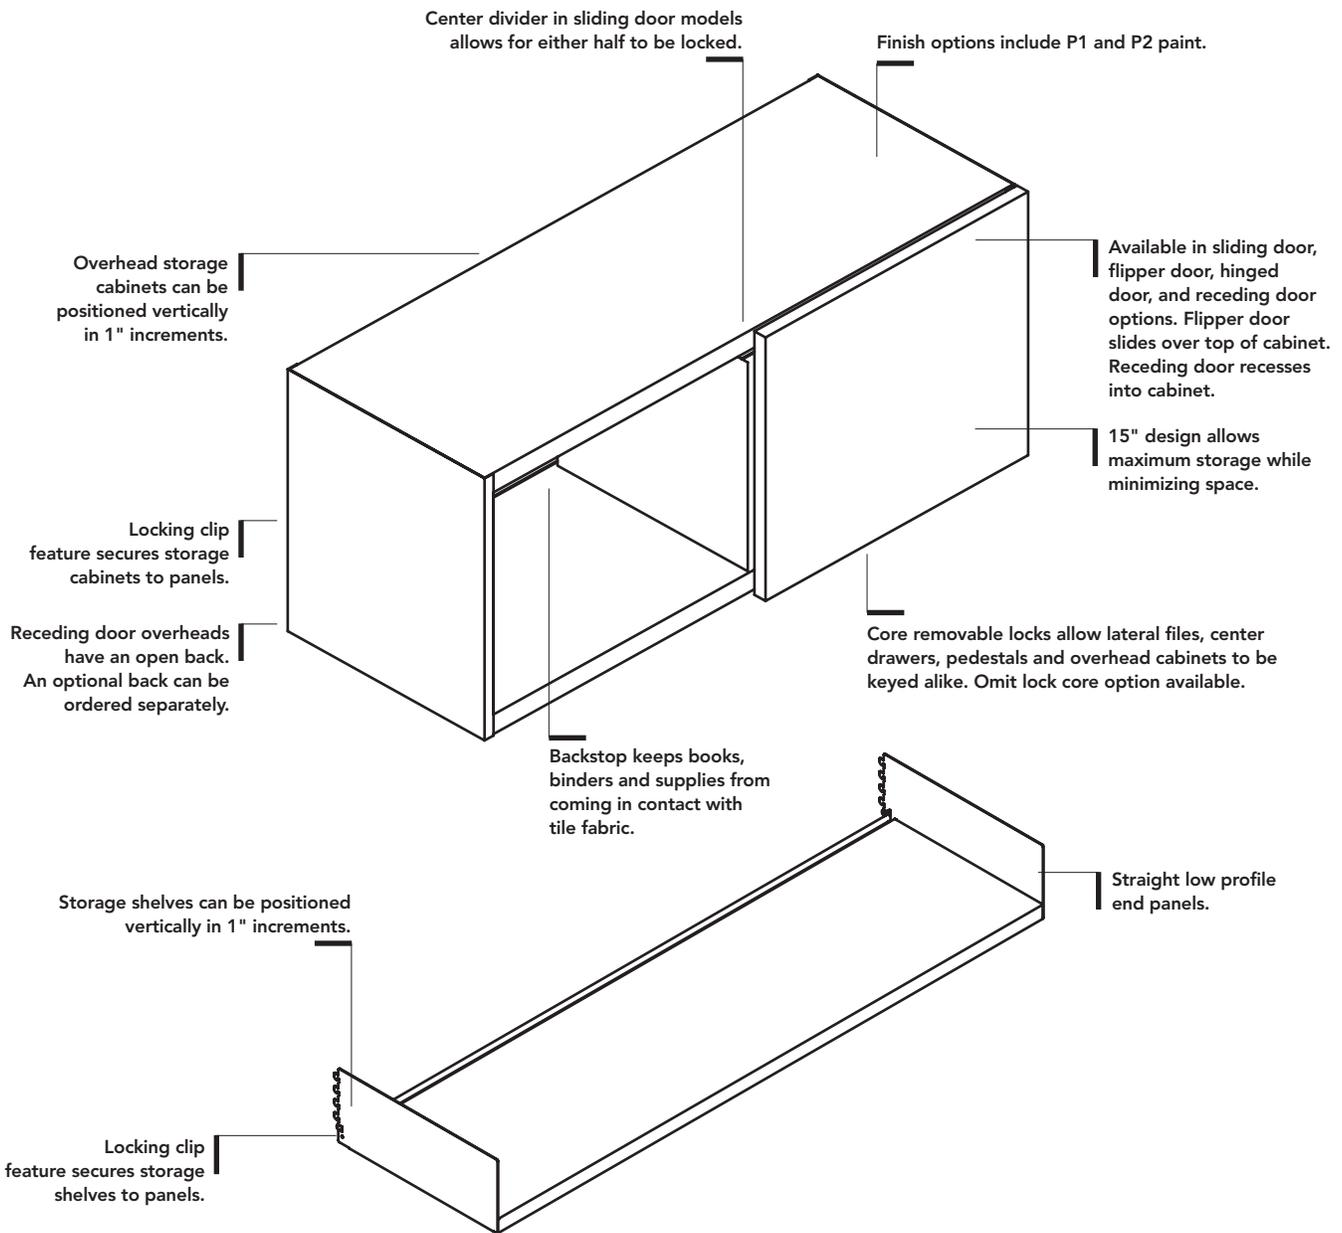 Center divider in sliding door models
allows for either half to be locked.
Finish options include P1 and P2 paint.
Overhead storage
cabinets can be
positioned vertically
in 1" increments.
Available in sliding door,
flipper door, hinged
door, and receding door
options. Flipper door
slides over top of cabinet.
Receding door recesses
into cabinet.
15" design allows
maximum storage while
minimizing space.
Locking clip
feature secures storage
cabinets to panels.
Receding door overheads
have an open back.
An optional back can be
ordered separately.
Core removable locks allow lateral files, center
drawers, pedestals and overhead cabinets to be
keyed alike. Omit lock core option available.
Backstop keeps books,
binders and supplies from
coming in contact with
tile fabric.
Storage shelves can be positioned
vertically in 1" increments.
Straight low profile
end panels.
Locking clip
feature secures storage
shelves to panels.